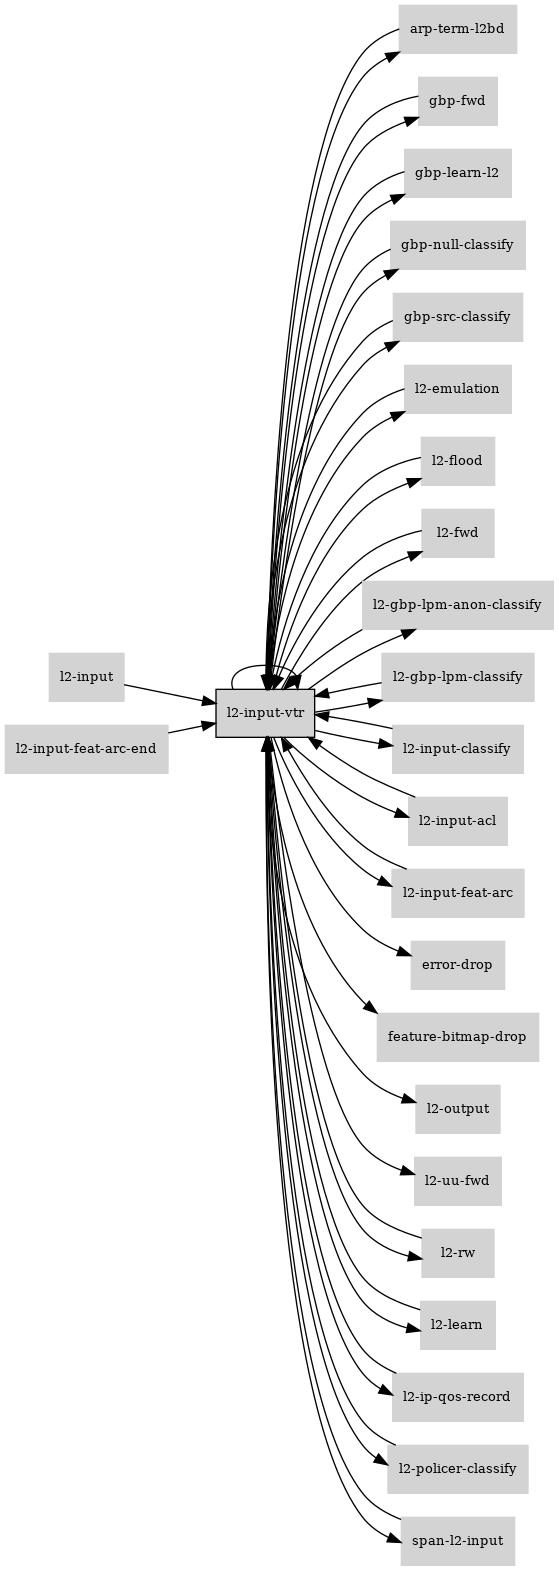 arp-term-l2bd
gbp-fwd
gbp-learn-l2
gbp-null-classify
gbp-src-classify
l2-emulation
l2-flood
l2-fwd
l2-gbp-lpm-anon-classify
l2-input
l2-gbp-lpm-classify
l2-input-vtr
l2-input-feat-arc-end
l2-input-classify
l2-input-acl
l2-input-feat-arc
error-drop
feature-bitmap-drop
l2-output
l2-uu-fwd
l2-rw
l2-learn
l2-ip-qos-record
l2-policer-classify
span-l2-input